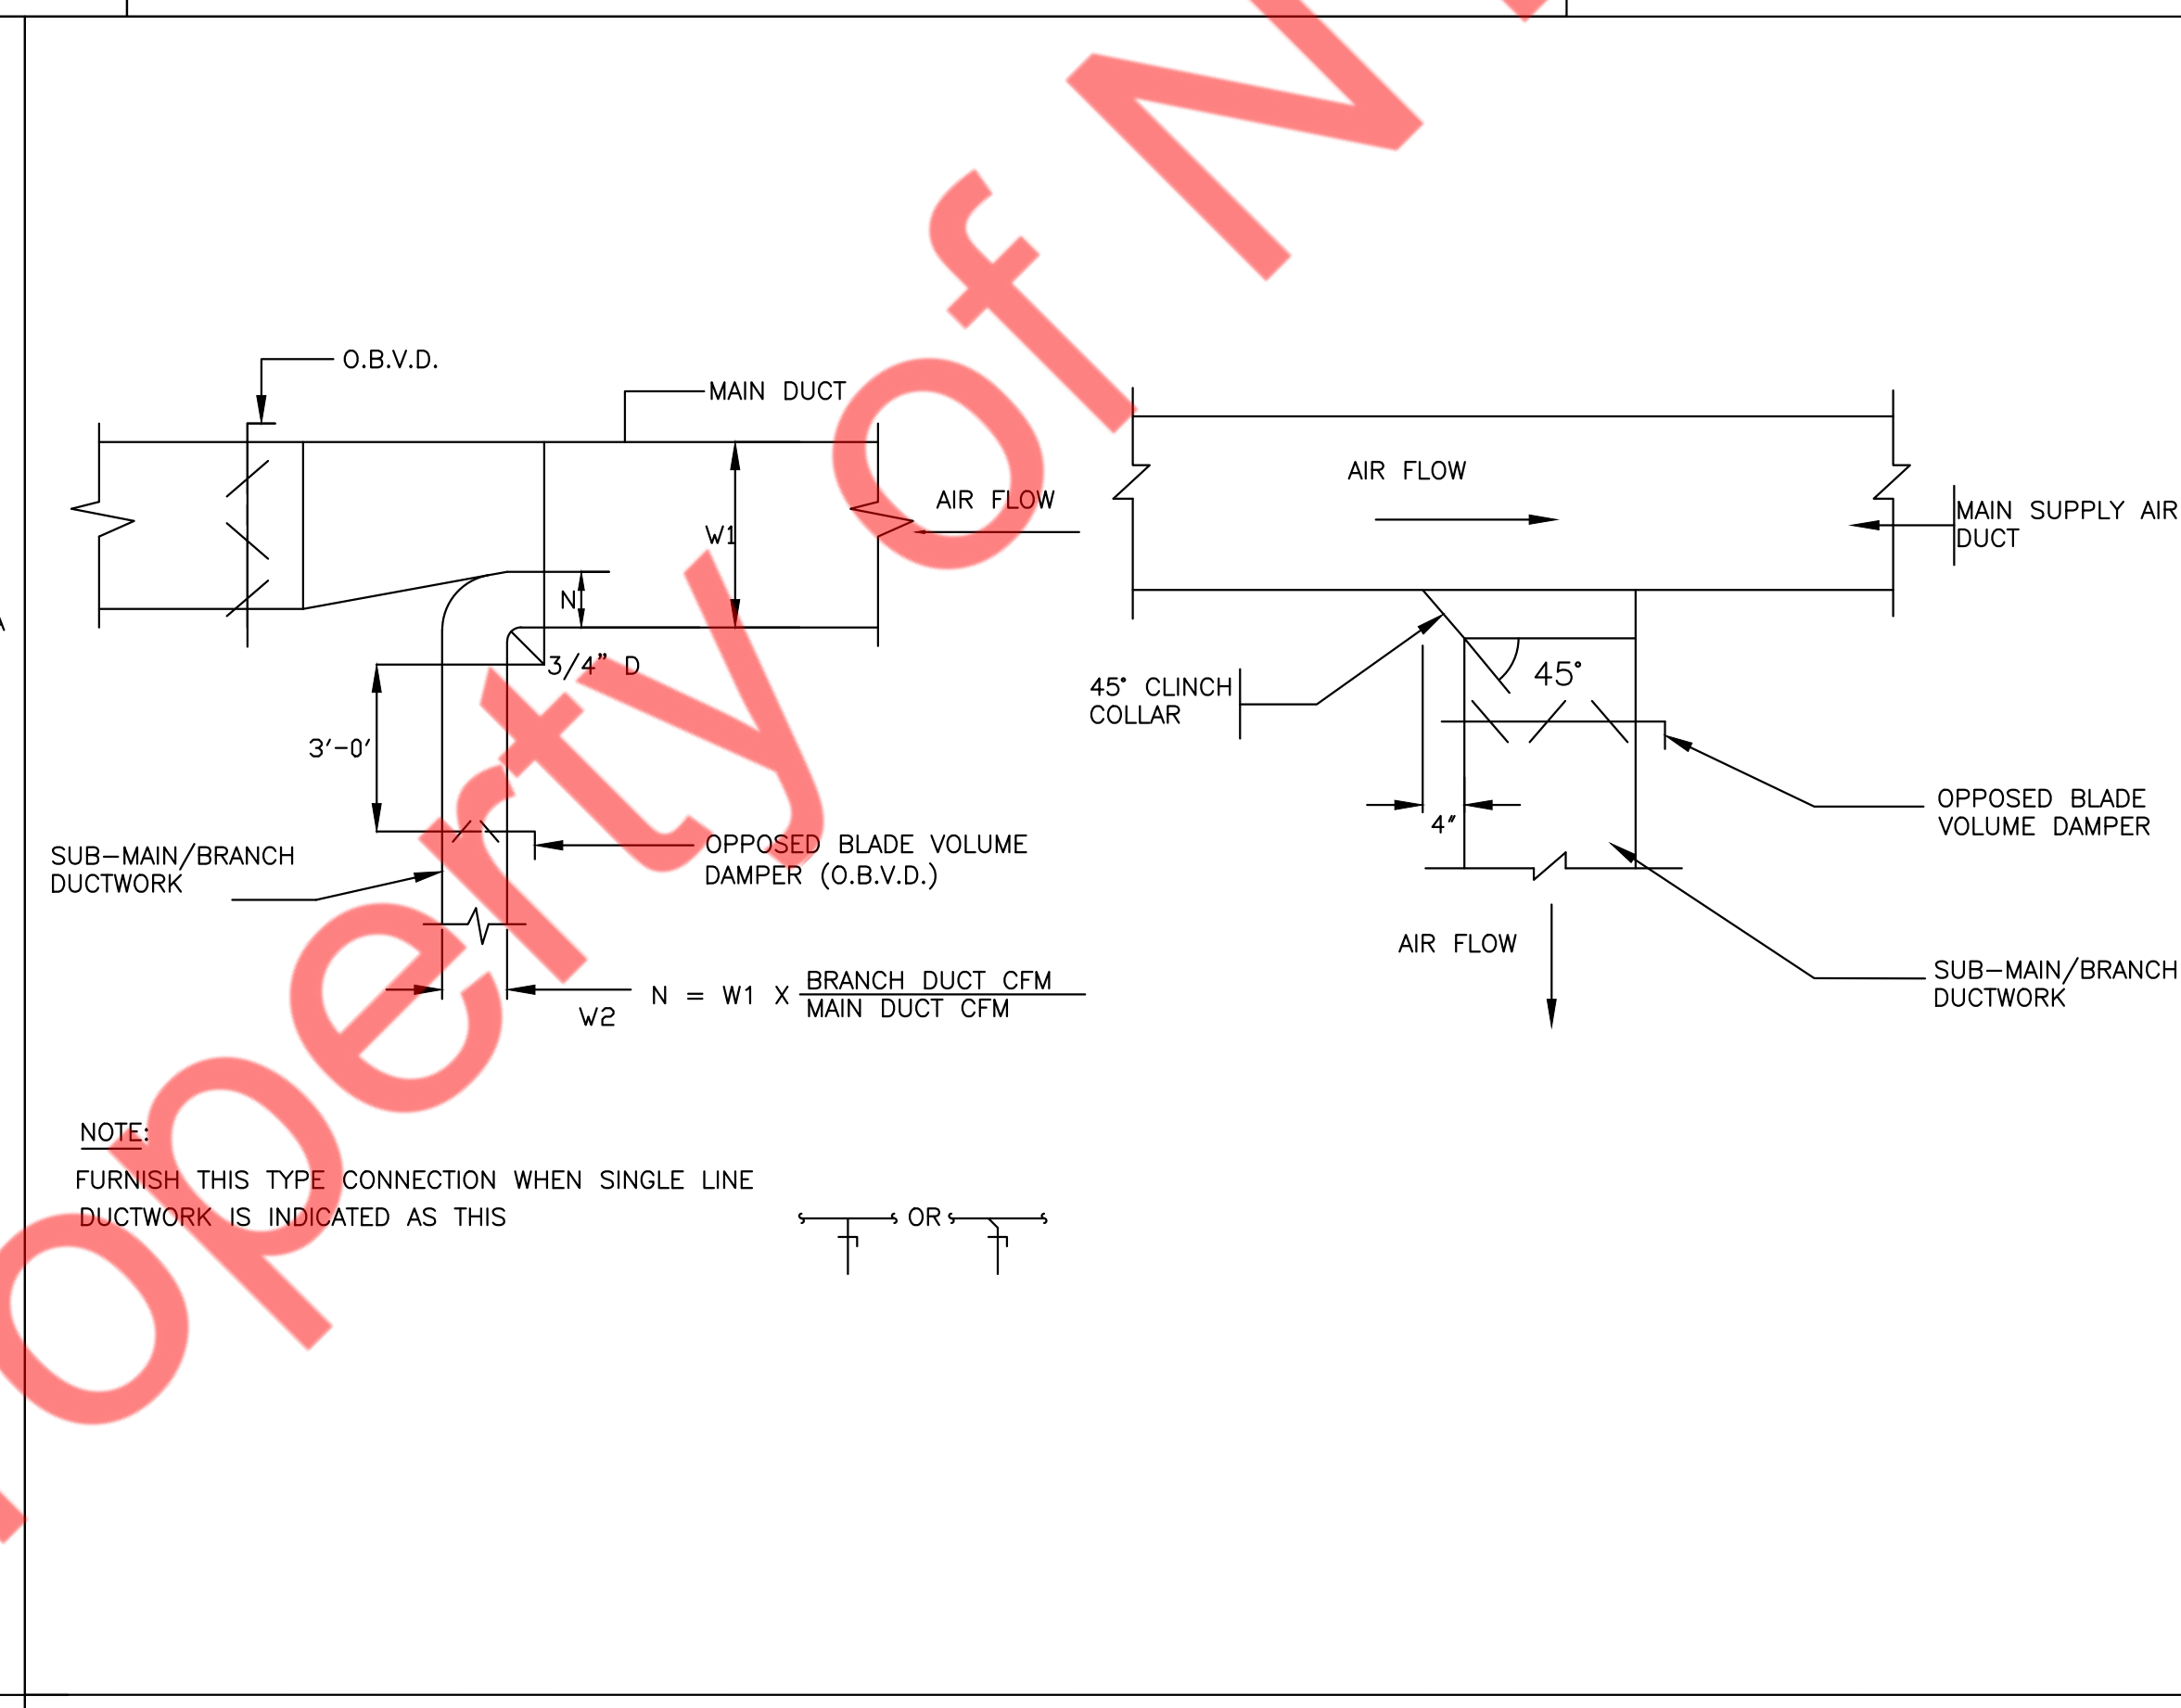 O.B.V.D.
MAIN DUCT
AIR FLOW
W1
N
3/4" D
3'-0'
SUB-MAIN/BRANCH
DUCTWORK
OPPOSED BLADE VOLUME
DAMPER (O.B.V.D.)
W2
N = W1 X BRANCH DUCT CFM
MAIN DUCT CFM
NOTE:
FURNISH THIS TYPE CONNECTION WHEN SINGLE LINE
DUCTWORK IS INDICATED AS THIS
OR
AIR FLOW
MAIN SUPPLY AIR
DUCT
45° CLINCH
COLLAR
45°
4"
OPPOSED BLADE
VOLUME DAMPER
AIR FLOW
SUB-MAIN/BRANCH
DUCTWORK
operty of